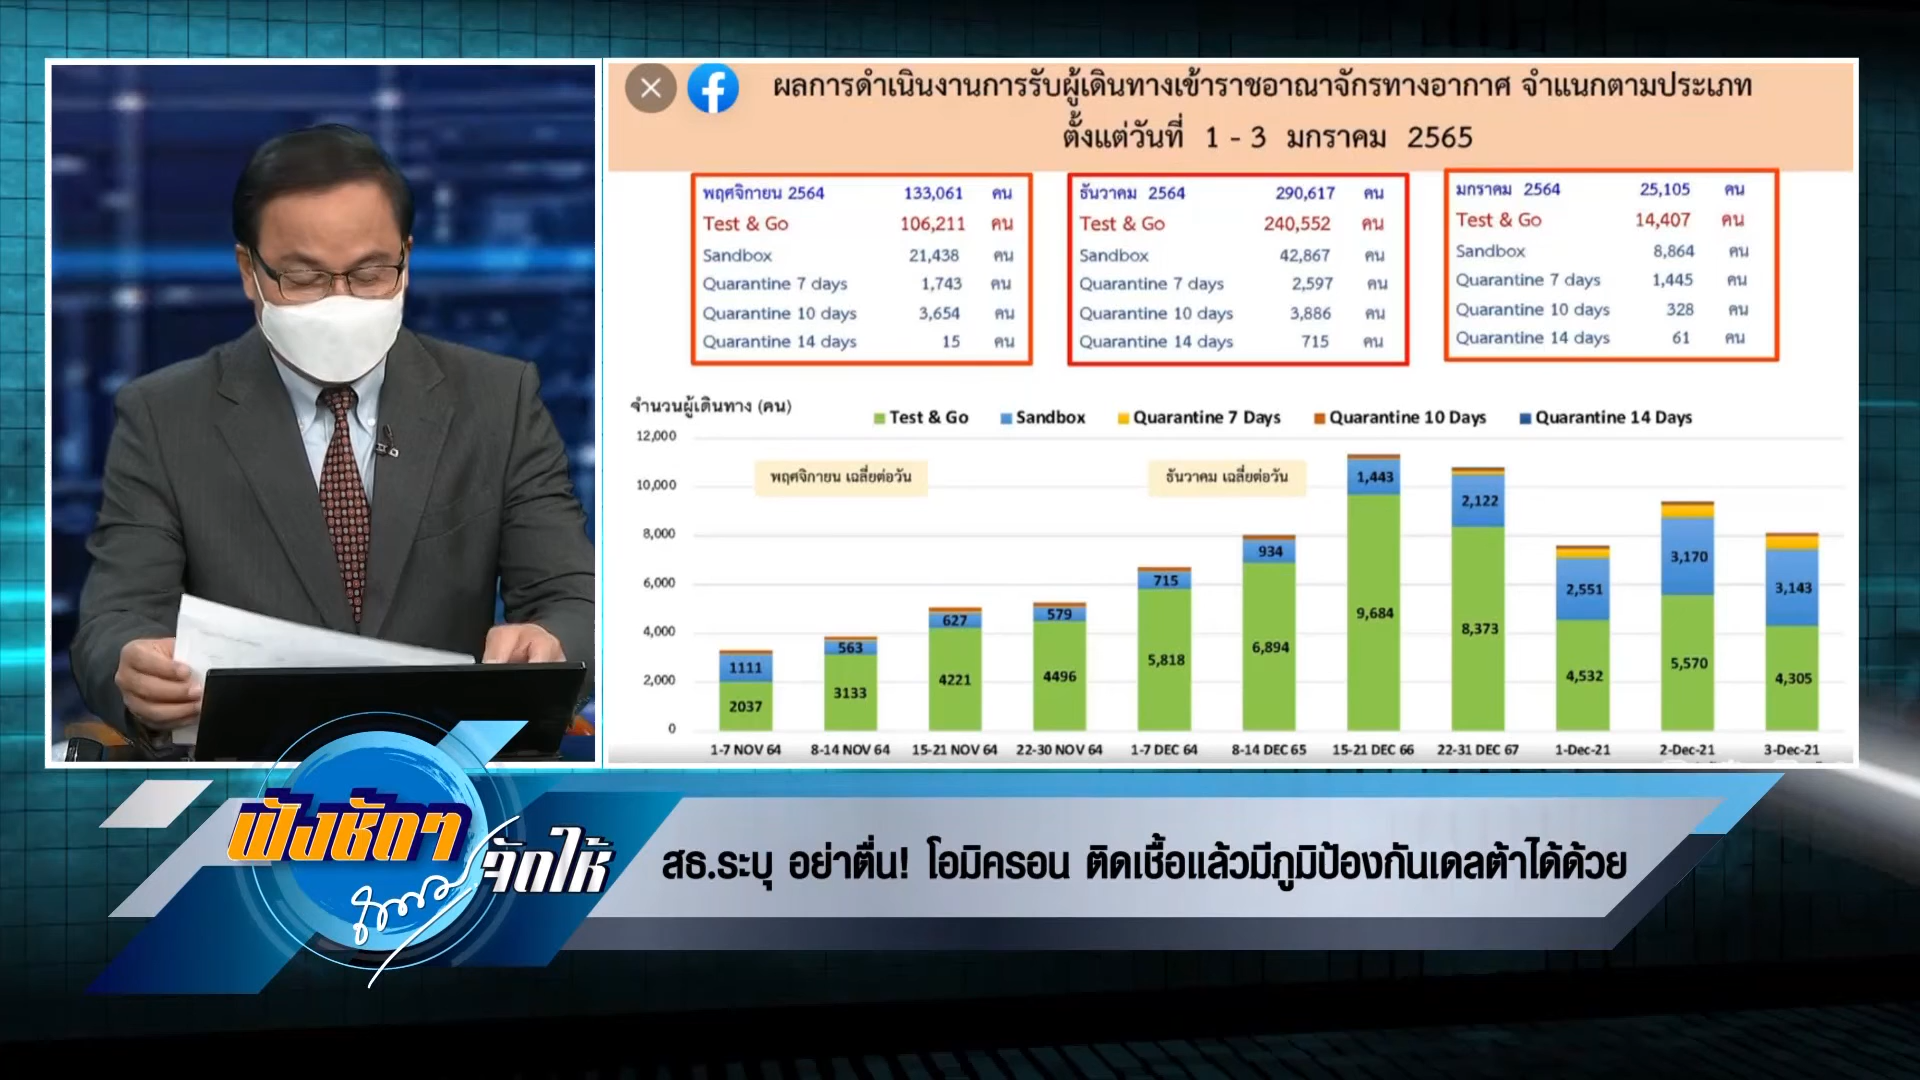 ผลการดำเนินงานการรับผู้เดินทางเข้าราชอาณาจักรทางอากาศ จำแนกตามประเภท
ตั้งแต่วันที่ 1 - 3 มกราคม 2565
พฤศจิกายน 2564 133,061 คน
Test & Go 106,211 คน
Sandbox 21,438 คน
Quarantine 7 days 1,743 คน
Quarantine 10 days 3,654 คน
Quarantine 14 days 15 คน
ธันวาคม 2564 290,617 คน
Test & Go 240,552 คน
Sandbox 42,867 คน
Quarantine 7 days 2,597 คน
Quarantine 10 days 3,886 คน
Quarantine 14 days 715 คน
มกราคม 2564 25,105 คน
Test & Go 14,407 คน
Sandbox 8,864 คน
Quarantine 7 days 1,445 คน
Quarantine 10 days 328 คน
Quarantine 14 days 61 คน
จำนวนผู้เดินทาง (คน)
Test & Go Sandbox Quarantine 7 Days Quarantine 10 Days Quarantine 14 Days
12,000
10,000
8,000
6,000
4,000
2,000
0
พฤศจิกายน เฉลี่ยต่อวัน ธันวาคม เฉลี่ยต่อวัน
1111 563 627 579 715 934 1,443 2,122 2,551 3,170 3,143
2037 3133 4221 4496 5,818 6,894 9,684 8,373 4,532 5,570 4,305
1-7 NOV 64 8-14 NOV 64 15-21 NOV 64 22-30 NOV 64 1-7 DEC 64 8-14 DEC 65 15-21 DEC 66 22-31 DEC 67 1-Dec-21 2-Dec-21 3-Dec-21
ฟังชัดๆ
จัดให้
สธ.ระบุ อย่าตื่น! โอมิครอน ติดเชื้อแล้วมีภูมิป้องกันเดลต้าได้ด้วย